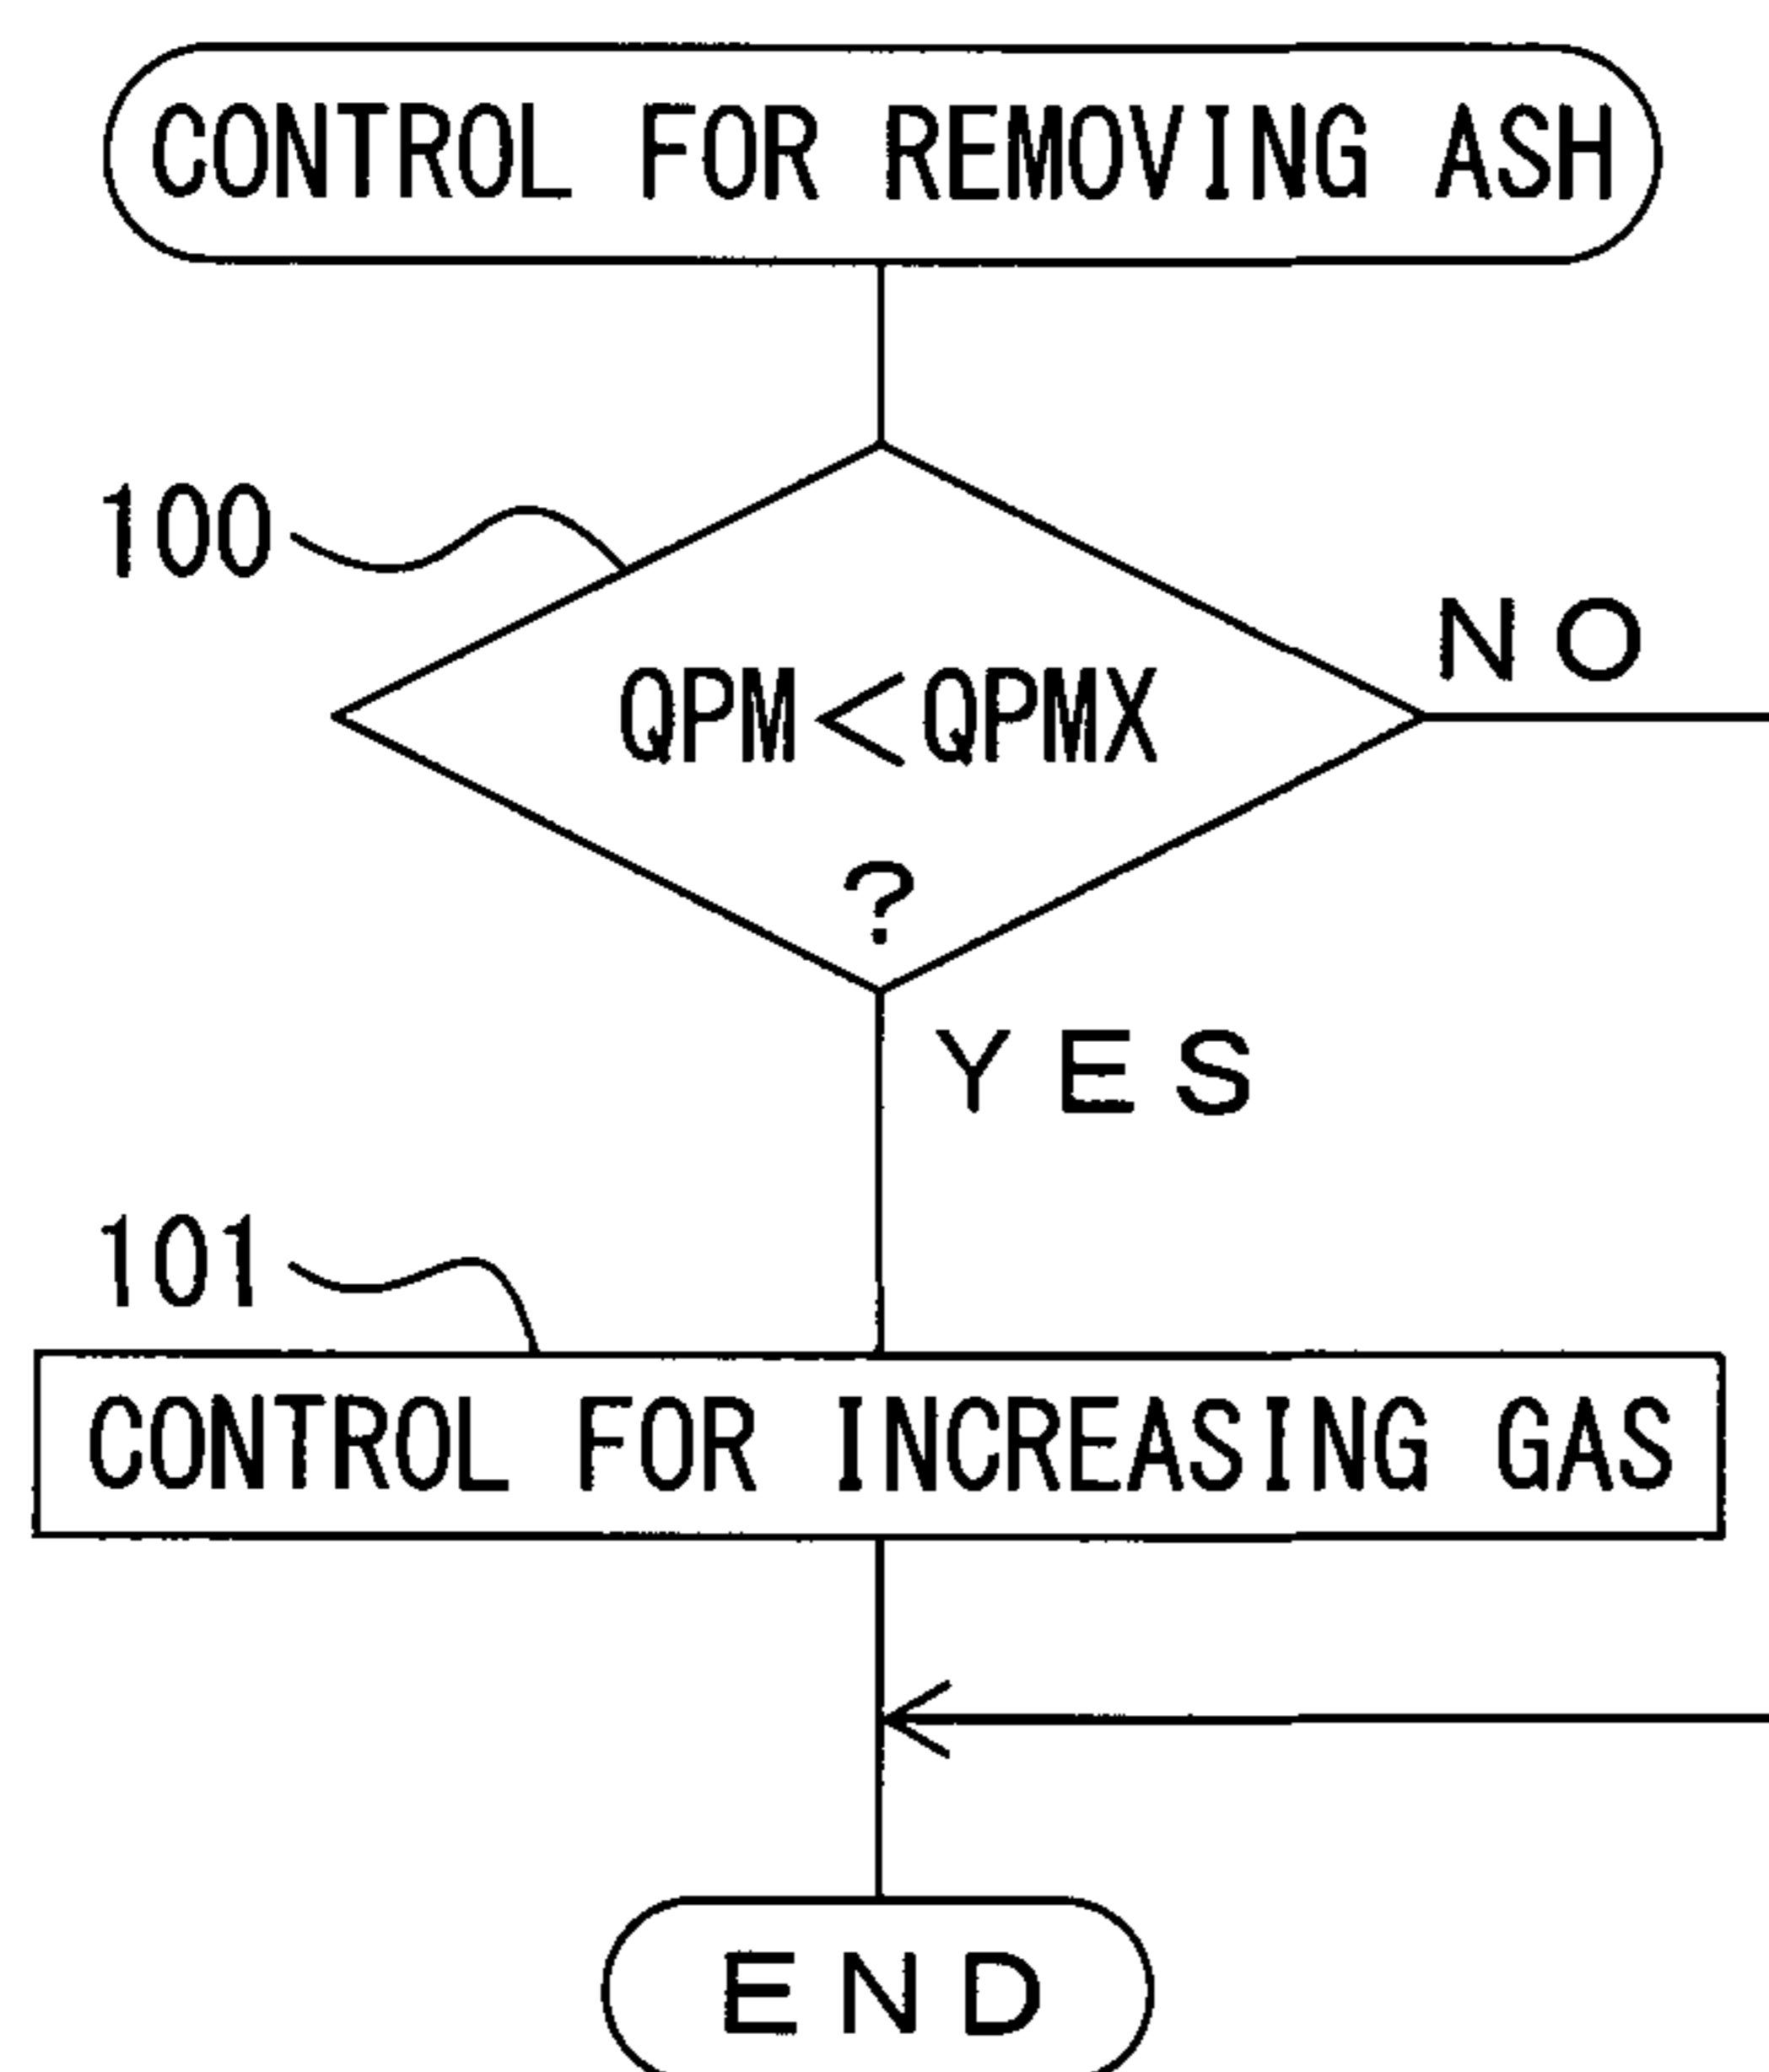 CONTROL FOR REMOVING ASH
100
NO
QPM<QPMX
?
YES
101
CONTROL FOR INCREASING GAS
END